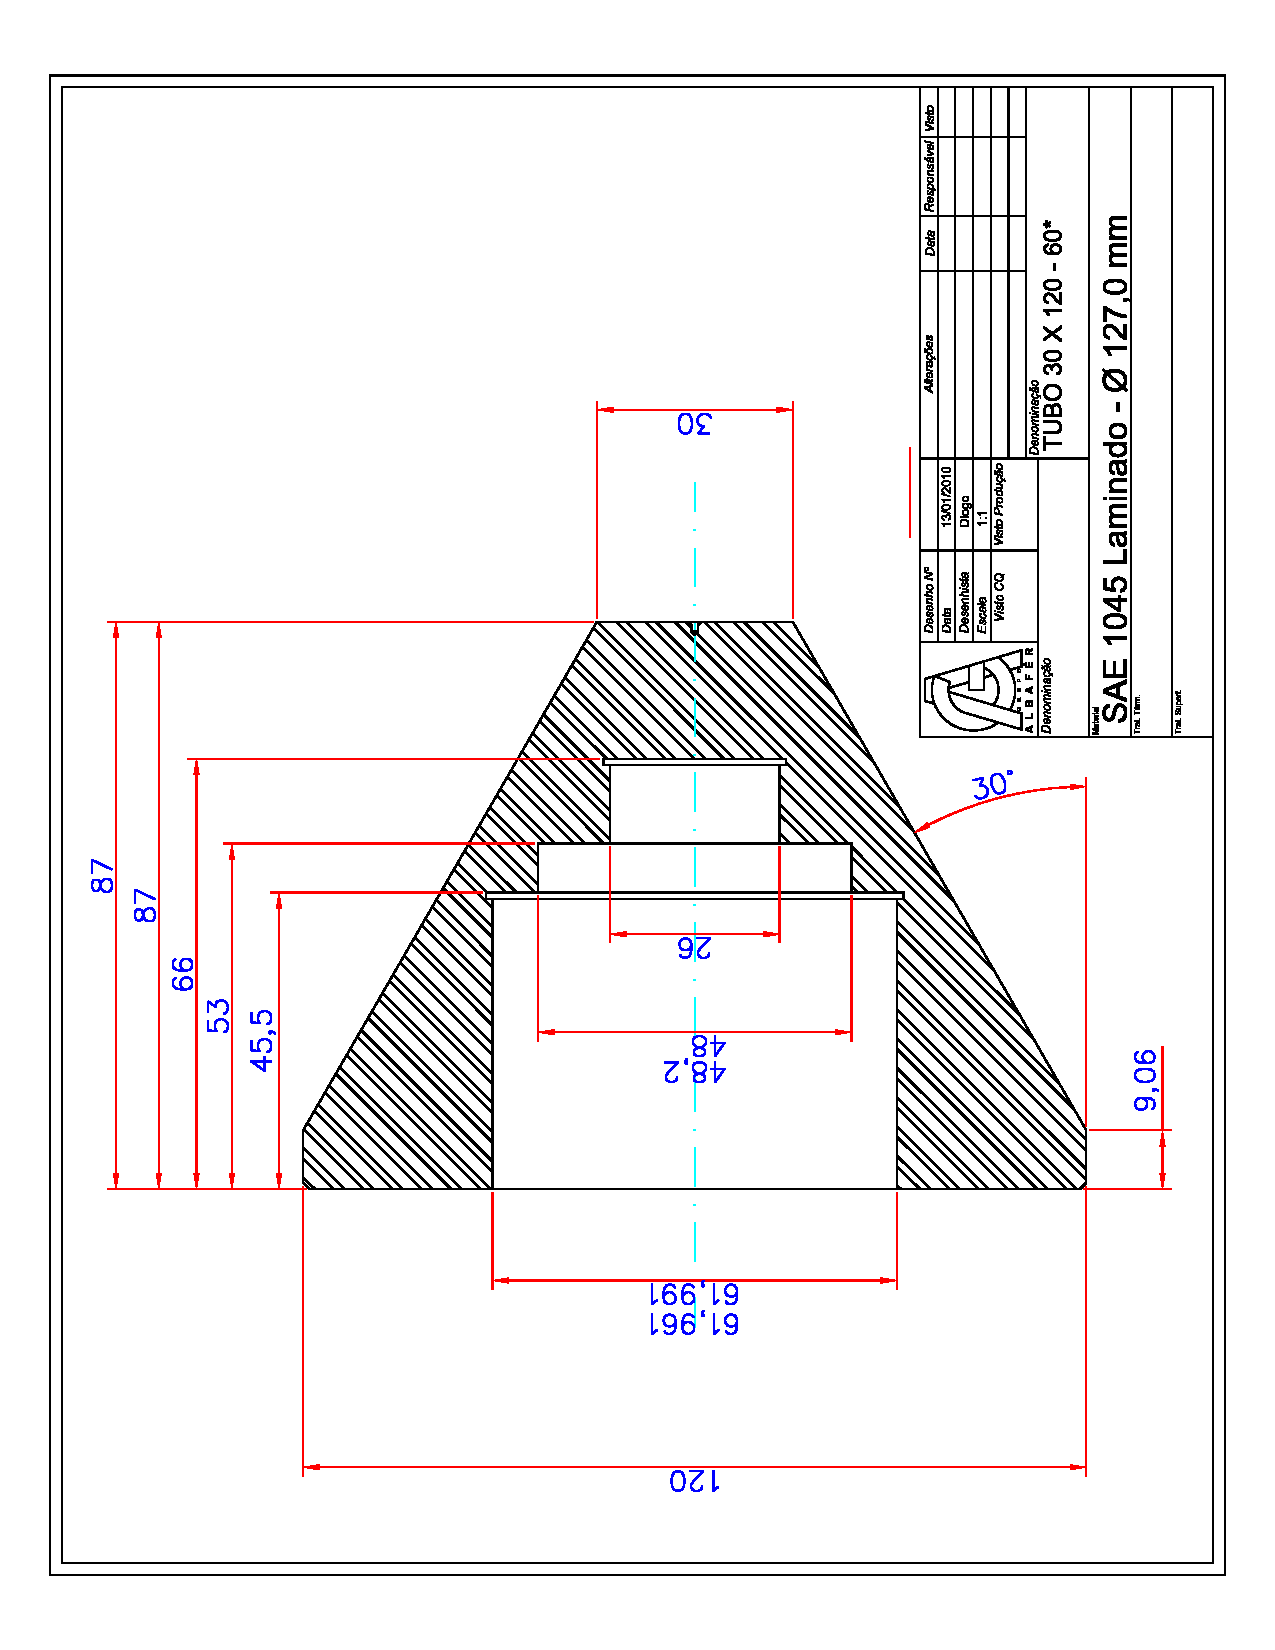 Desenho Nº
Alterações
Data
Responsável
Visto
Data
13/01/2010
Desenhista
Diogo
Escala
1:1
Visto CQ
Visto Produção
ALBAFER
Denominação
Denominação
TUBO 30 X 120 - 60*
Material
SAE 1045 Laminado - Ø 127,0 mm
Trat. Térm.
Trat. Superf.
30
30°
87
87
66
53
45,5
26
48
48,2
9,06
61,991
61,961
120